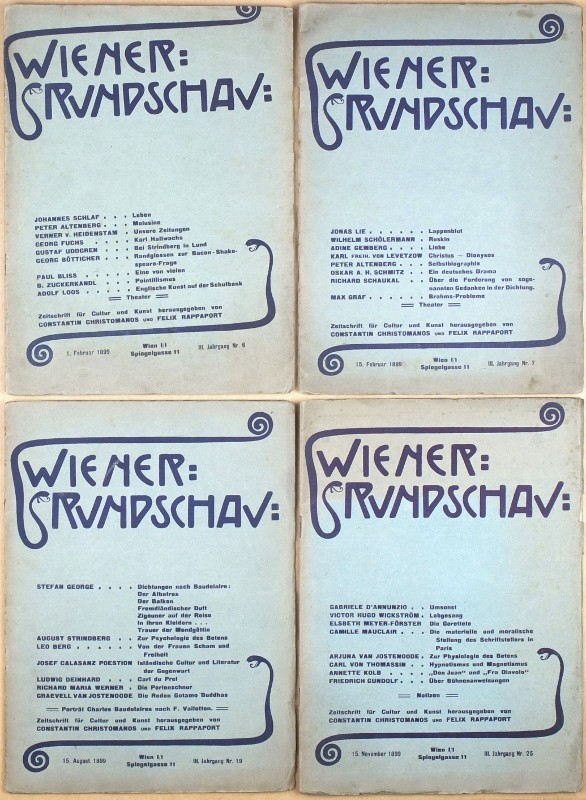 WIENER:
RVNDSCHAV:
JOHANNES SCHLAF . . . Leben
PETER ALTENBERG . . . Melusine
VERNER v. HEIDENSTAM . Unsere Zeitungen
GEORG FUCHS . . . . Karl Hallwachs
GUSTAF UDDGREN . . . Bei Strindberg in Lund
GEORG BÖTTICHER . . . Randglossen zur Bacon-Shake-
speare-Frage
PAUL BLISS . . . . Eine von vielen
B. ZUCKERKANDL . . . Pointillismus
ADOLF LOOS . . . . Englische Kunst auf der Schulbank
Theater
Zeitschrift für Cultur und Kunst herausgegeben von
CONSTANTIN CHRISTOMANOS UND FELIX RAPPAPORT
1. Februar 1899 Wien I/1 Spiegelgasse 11 III. Jahrgang Nr. 6
WIENER:
RVNDSCHAV:
JONAS LIE . . . . Lappenblut
WILHELM SCHÖLERMANN . Ruskin
ADINE GEMBERG . . . Liebe
KARL FREIH. VON LEVETZOW Christus — Dionysos
PETER ALTENBERG . . . Selbstbiographie
OSKAR A. H. SCHMITZ . . Ein deutsches Drama
RICHARD SCHAUKAL . . Über die Forderung von soge-
nannten Gedanken in der Dichtung.
MAX GRAF . . . . Brahms-Probleme
Theater
Zeitschrift für Cultur und Kunst herausgegeben von
CONSTANTIN CHRISTOMANOS UND FELIX RAPPAPORT
15. Februar 1899 Wien I/1 Spiegelgasse 11 III. Jahrgang Nr. 7
WIENER:
RVNDSCHAV:
STEFAN GEORGE . . . . Dichtungen nach Baudelaire:
Der Albatros
Der Balkon
Fremdländischer Duft
Zigeuner auf der Reise
In ihren Kleidern . . .
Trauer der Mondgöttin
AUGUST STRINDBERG . . Zur Psychologie des Betens
LEO BERG . . . . Von der Frauen Scham und
Freiheit
JOSEF CALASANZ POESTION Isländische Cultur und Literatur
der Gegenwart
LUDWIG DEINHARD . . . Carl du Prel
RICHARD MARIA WERNER . Die Perlenschnur
GRAEVELL VAN JOSTENOODE Die Reden Gotamo Buddhas
Porträt Charles Baudelaires nach F. Vallotton.
Zeitschrift für Cultur und Kunst herausgegeben von
CONSTANTIN CHRISTOMANOS UND FELIX RAPPAPORT
15. August 1899 Wien I/1 Spiegelgasse 11 III. Jahrgang Nr. 19
WIENER:
RVNDSCHAV:
GABRIELE D'ANNUNZIO . . Umsonst
VICTOR HUGO WICKSTRÖM . Lobgesang
ELSBETH MEYER-FÖRSTER Die Gerettete
CAMILLE MAUCLAIR . . . Die materielle und moralische
Stellung des Schriftstellers in
Paris
ARJUNA VAN JOSTENOODE . Zur Physiologie des Betens
CARL VON THOMASSIN . . Hypnotismus und Magnetismus
ANNETTE KOLB . . . „Don Juan“ und „Fra Diavolo“
FRIEDRICH GUNDOLF . . . Über Bühnenanweisungen
Notizen
Zeitschrift für Cultur und Kunst herausgegeben von
CONSTANTIN CHRISTOMANOS UND FELIX RAPPAPORT
15. November 1899 Wien I/1 Spiegelgasse 11 III. Jahrgang Nr. 25